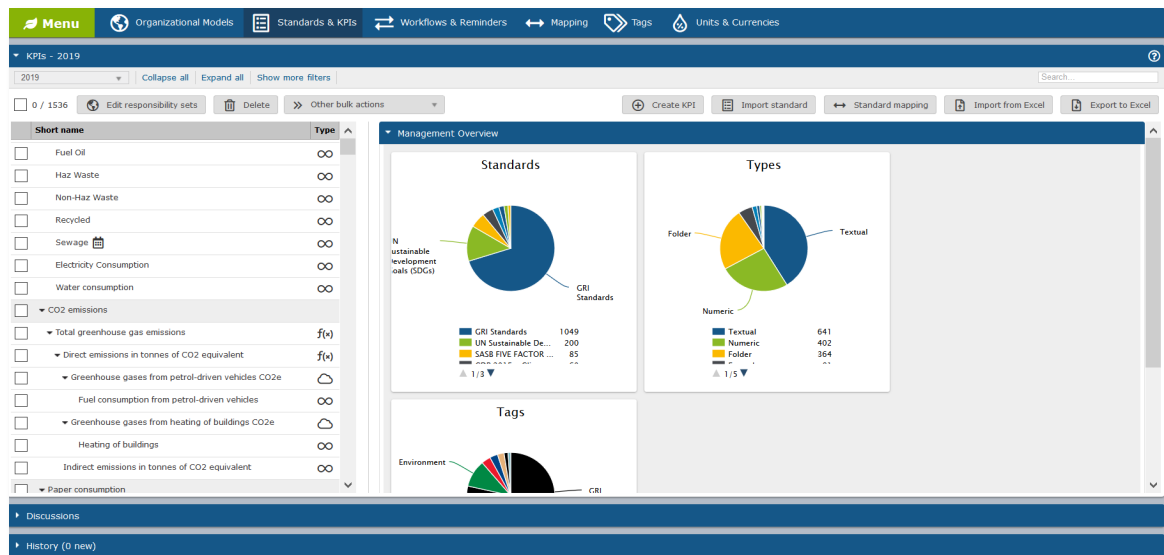 Menu
Organizational Models
Standards & KPIs
Workflows & Reminders
Mapping
Tags
Units & Currencies
KPIs - 2019
2019
Collapse all
Expand all
Show more filters
Search...
0 / 1536
Edit responsibility sets
Delete
Other bulk actions
Create KPI
Import standard
Standard mapping
Import from Excel
Export to Excel
Short name
Type
Fuel Oil
Haz Waste
Non-Haz Waste
Recycled
Sewage
Electricity Consumption
Water consumption
CO2 emissions
Total greenhouse gas emissions
f(x)
Direct emissions in tonnes of CO2 equivalent
f(x)
Greenhouse gases from petrol-driven vehicles CO2e
Fuel consumption from petrol-driven vehicles
Greenhouse gases from heating of buildings CO2e
Heating of buildings
Indirect emissions in tonnes of CO2 equivalent
Paper consumption
Management Overview
Standards
GRI
Standards
GRI Standards 1049
UN Sustainable De... 200
SASB FIVE FACTOR ... 85
1/3
Types
Folder
Textual
Numeric
Textual 641
Numeric 402
Folder 364
1/5
Tags
Environment
GRI
Discussions
History (0 new)